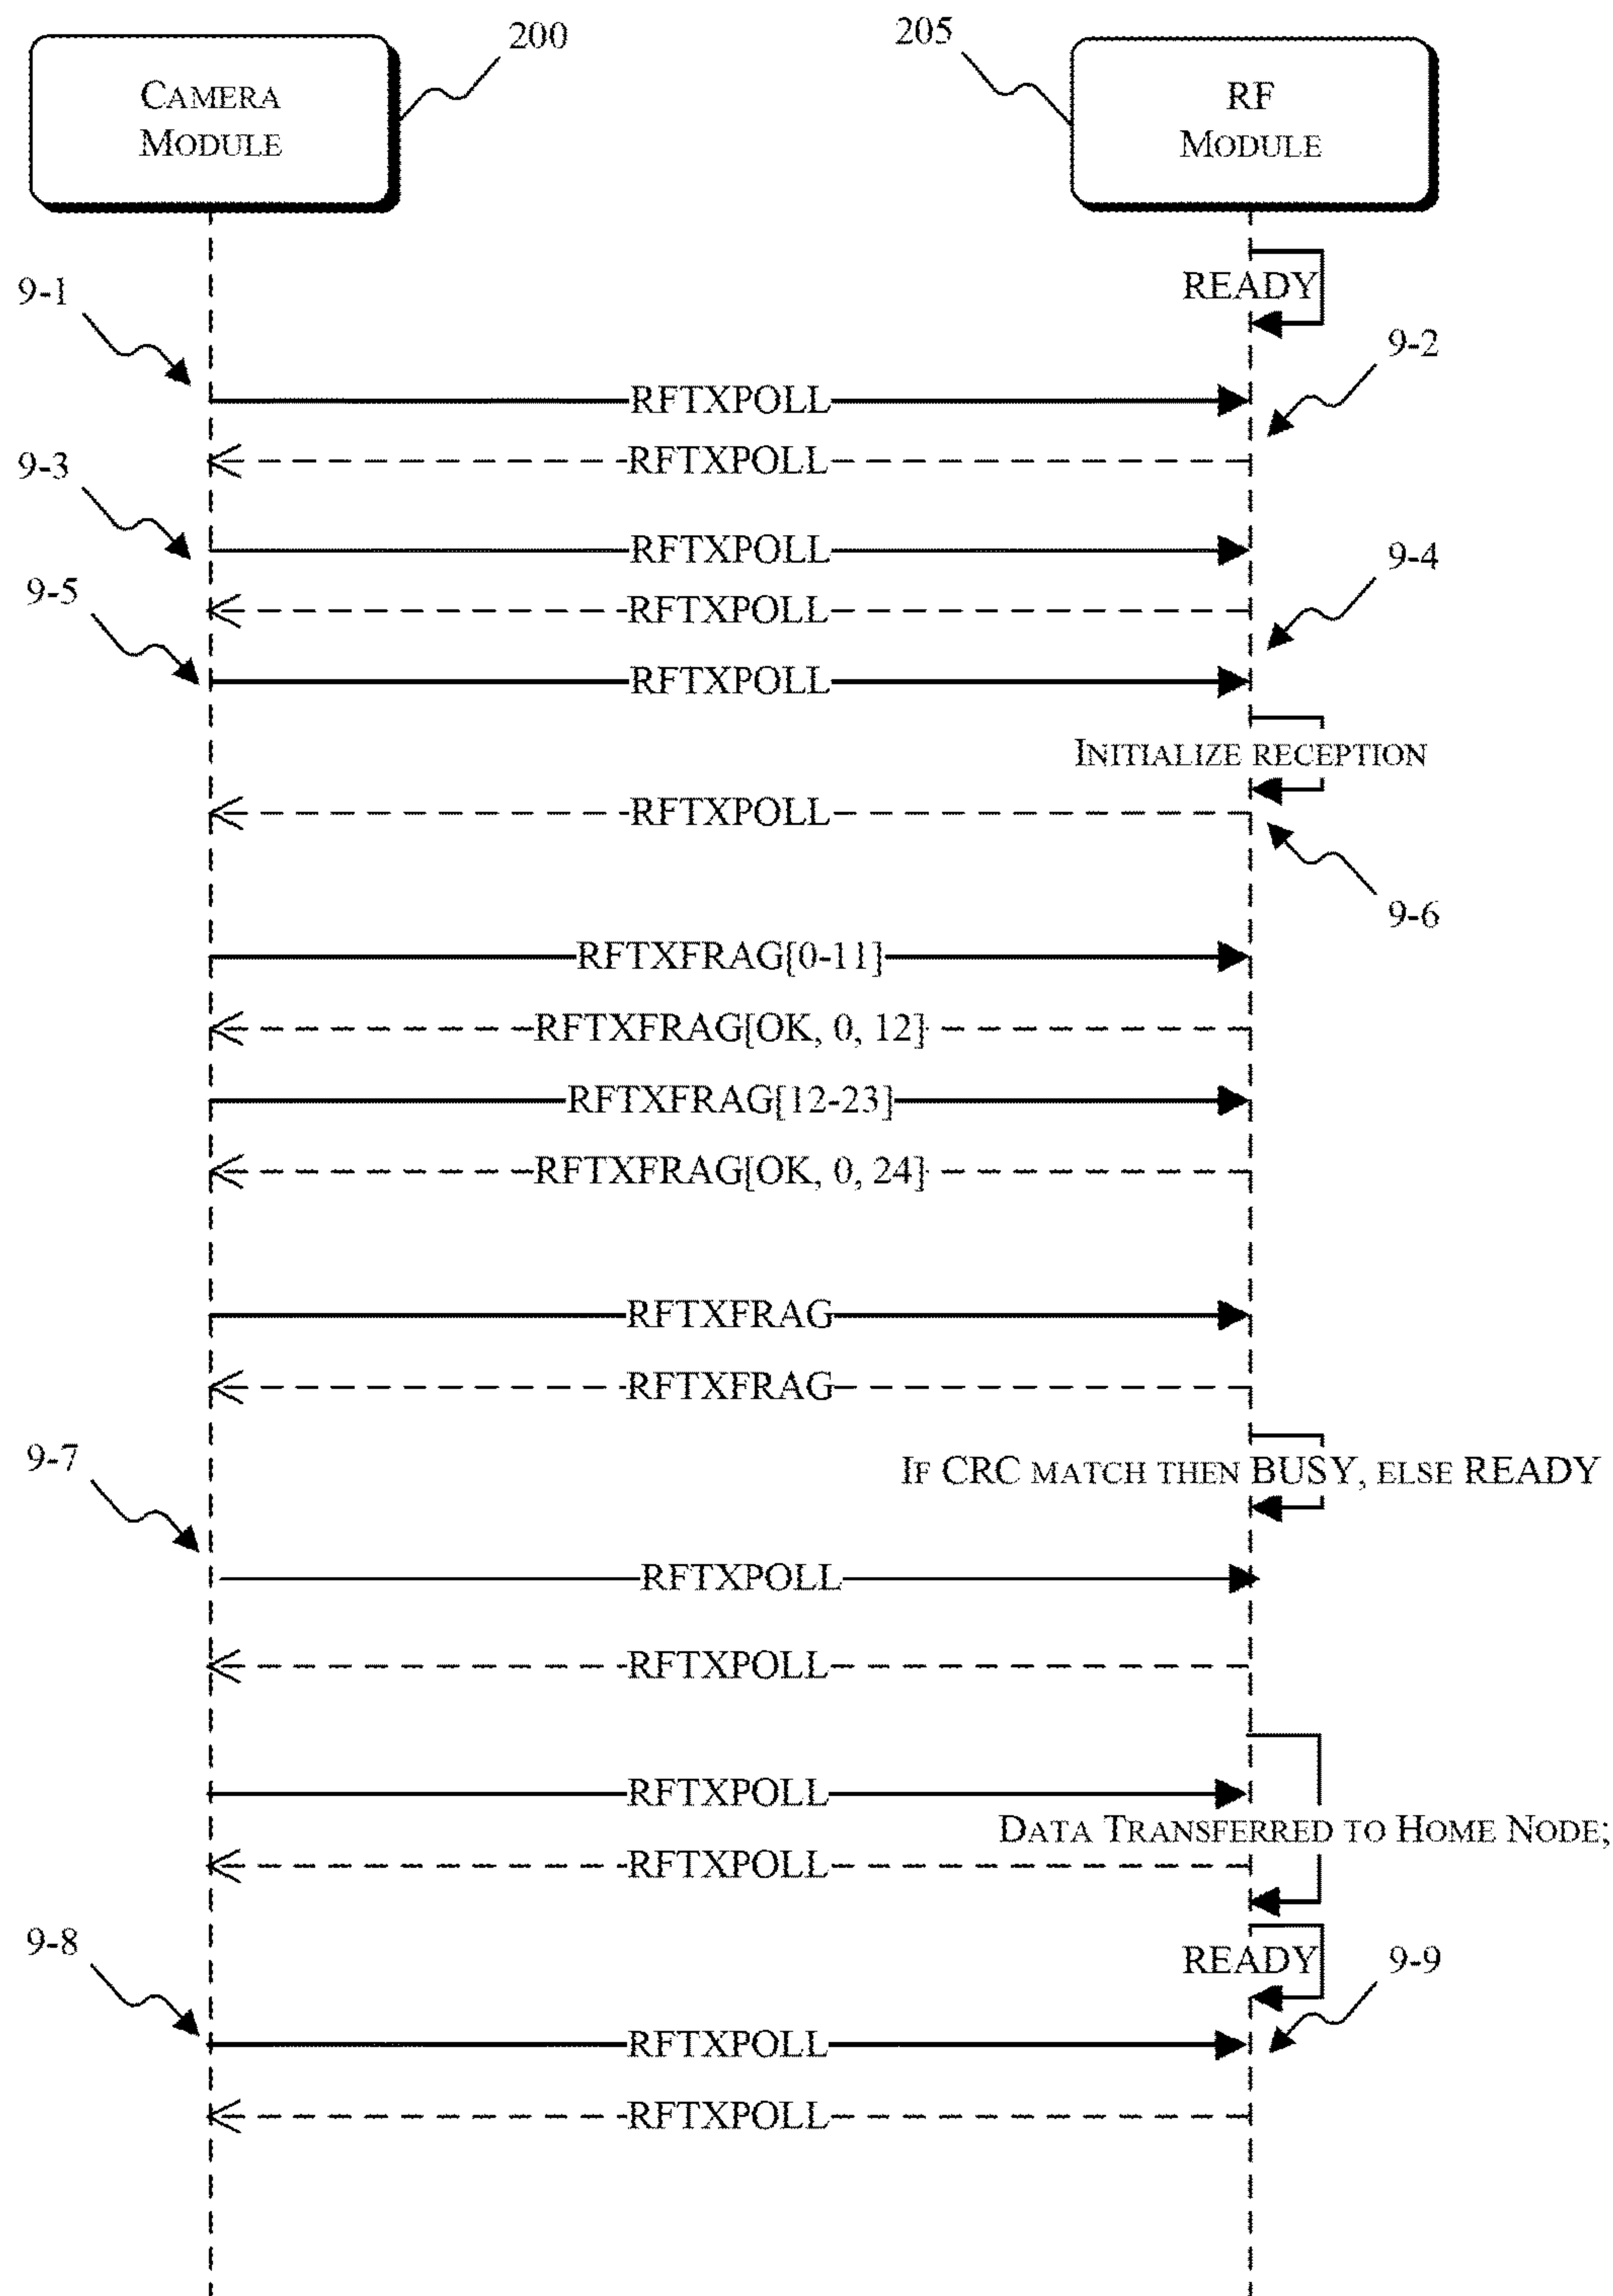 200
205
CAMERA
MODULE
RF
MODULE
READY
9-1
9-2
RFTXPOLL
RFTXPOLL
9-3
RFTXPOLL
9-4
9-5
RFTXPOLL
RFTXPOLL
INITIALIZE RECEPTION
RFTXPOLL
9-6
RFTXFRAG[0-11]
RFTXFRAG[OK, 0, 12]
RFTXFRAG[12-23]
RFTXFRAG[OK, 0, 24]
RFTXFRAG
RFTXFRAG
9-7
IF CRC MATCH THEN BUSY, ELSE READY
RFTXPOLL
RFTXPOLL
RFTXPOLL
DATA TRANSFERRED TO HOME NODE;
RFTXPOLL
9-8
READY
9-9
RFTXPOLL
RFTXPOLL